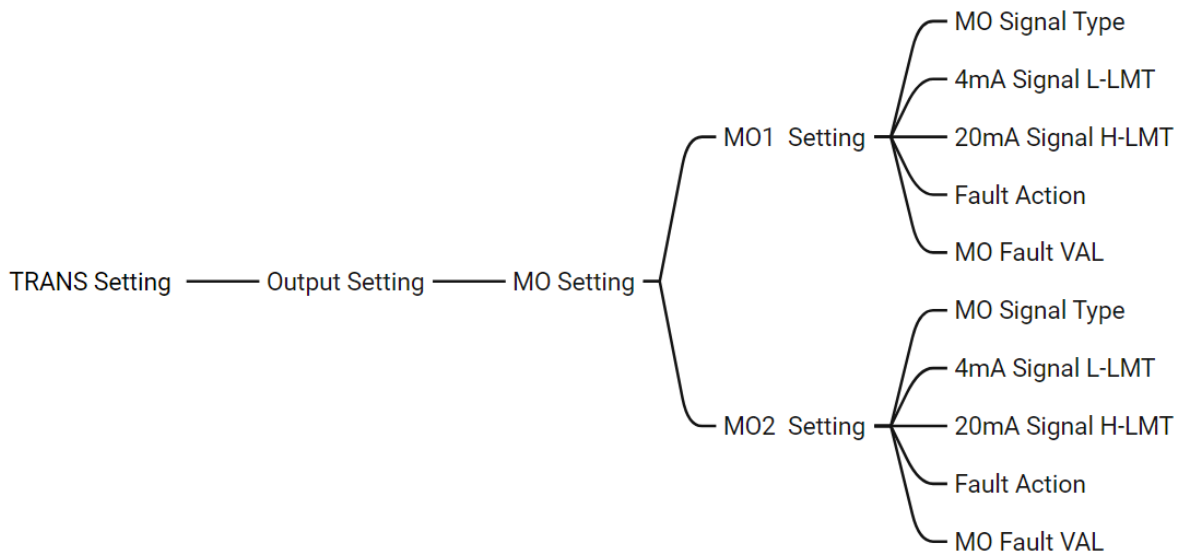 TRANS Setting
Output Setting
MO Setting
MO1 Setting
MO Signal Type
4mA Signal L-LMT
20mA Signal H-LMT
Fault Action
MO Fault VAL
MO2 Setting
MO Signal Type
4mA Signal L-LMT
20mA Signal H-LMT
Fault Action
MO Fault VAL